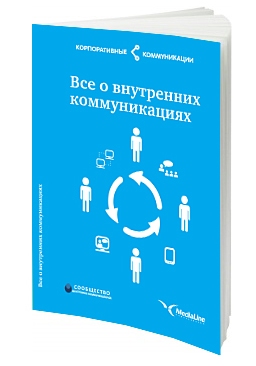 КОРПОРАТИВНЫЕ КОММУНИКАЦИИ
Все о внутренних
коммуникациях
Все о внутренних коммуникациях
СООБЩЕСТВО
MediaLine